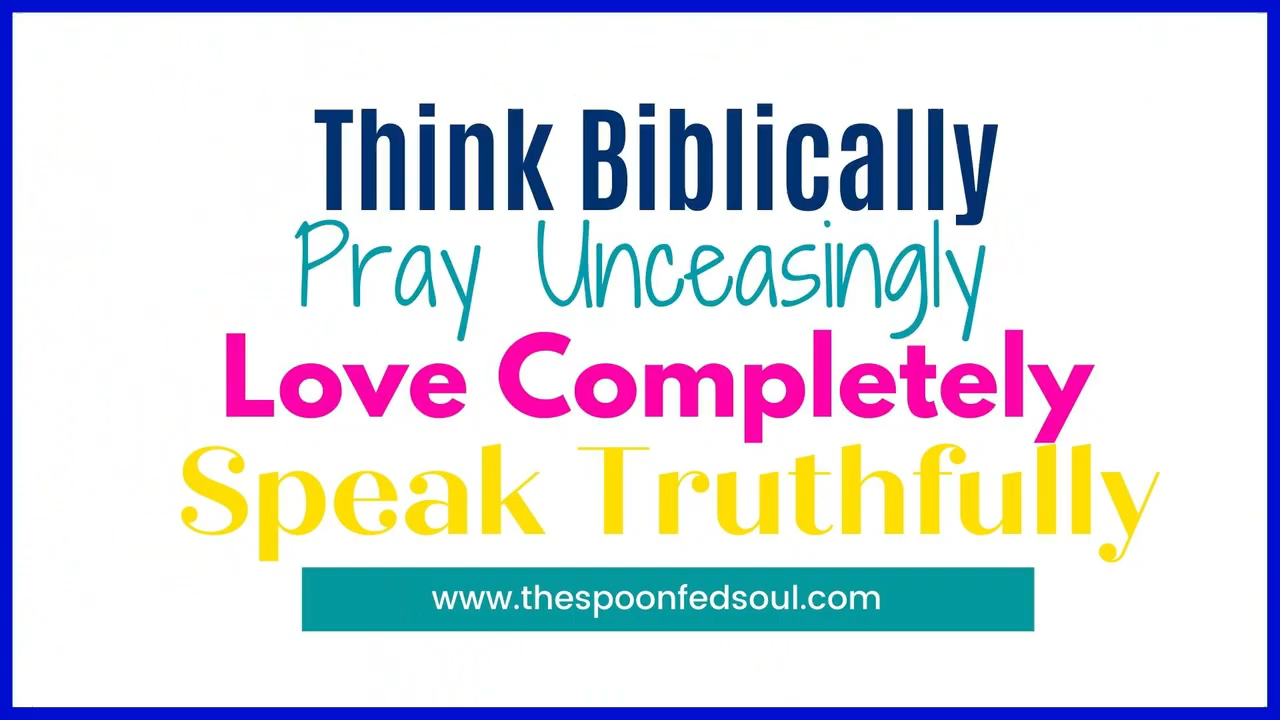 Think Biblically
Pray Unceasingly
Love Completely
Speak Truthfully
www.thespoonfedsoul.com